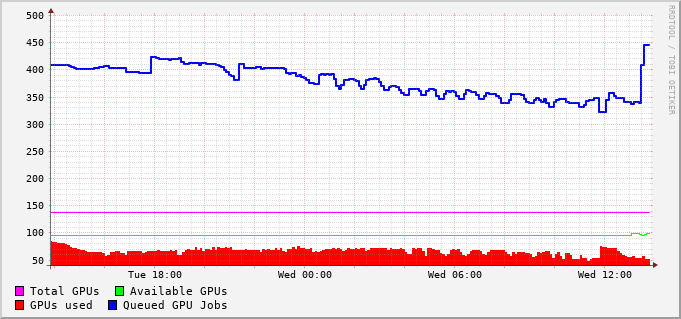 500
450
400
350
300
250
200
150
100
50
Tue 18:00 Wed 00:00 Wed 06:00 Wed 12:00
Total GPUs Available GPUs
GPUs used Queued GPU Jobs
RRDTOOL / TOBI OETIKER